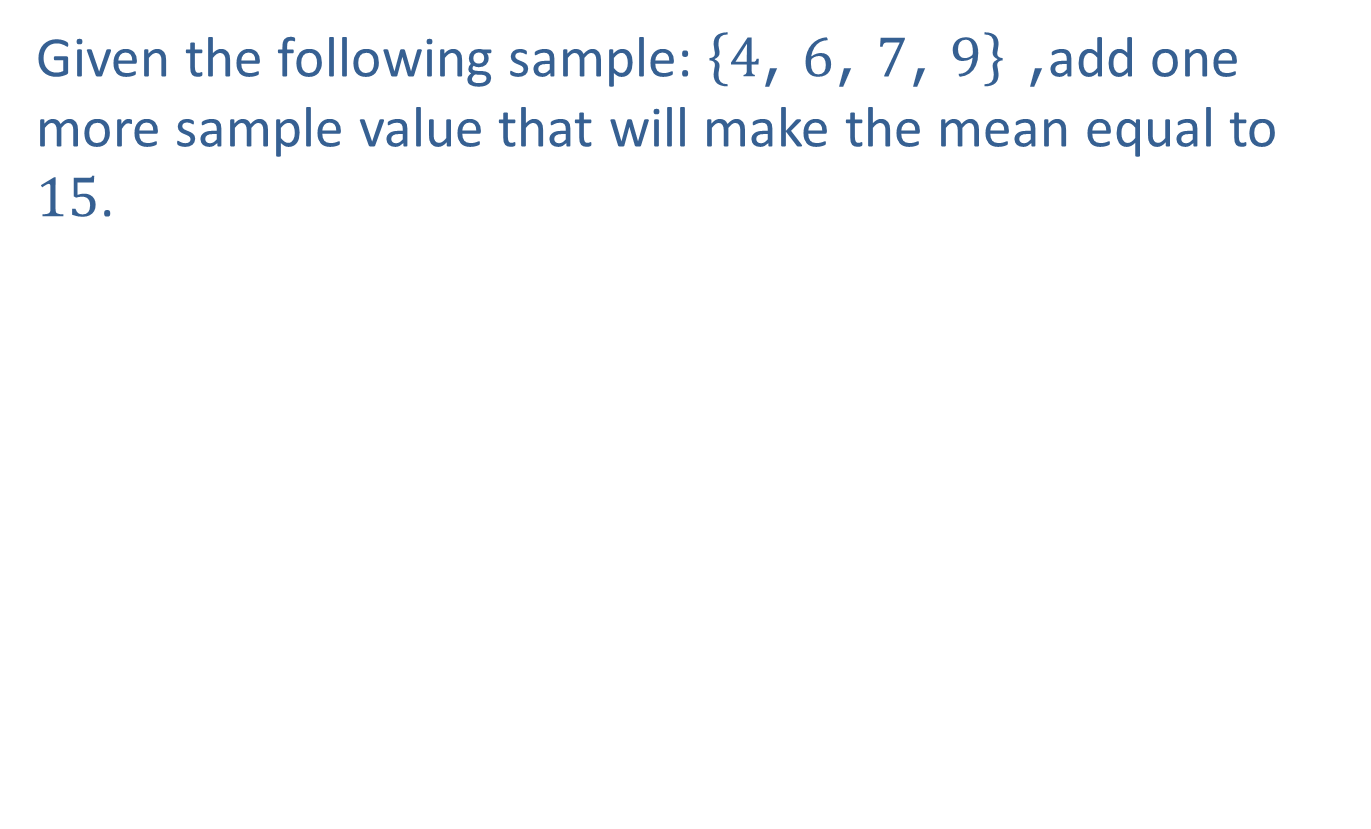 Given the following sample: {4, 6, 7, 9} ,add one
more sample value that will make the mean equal to
15.